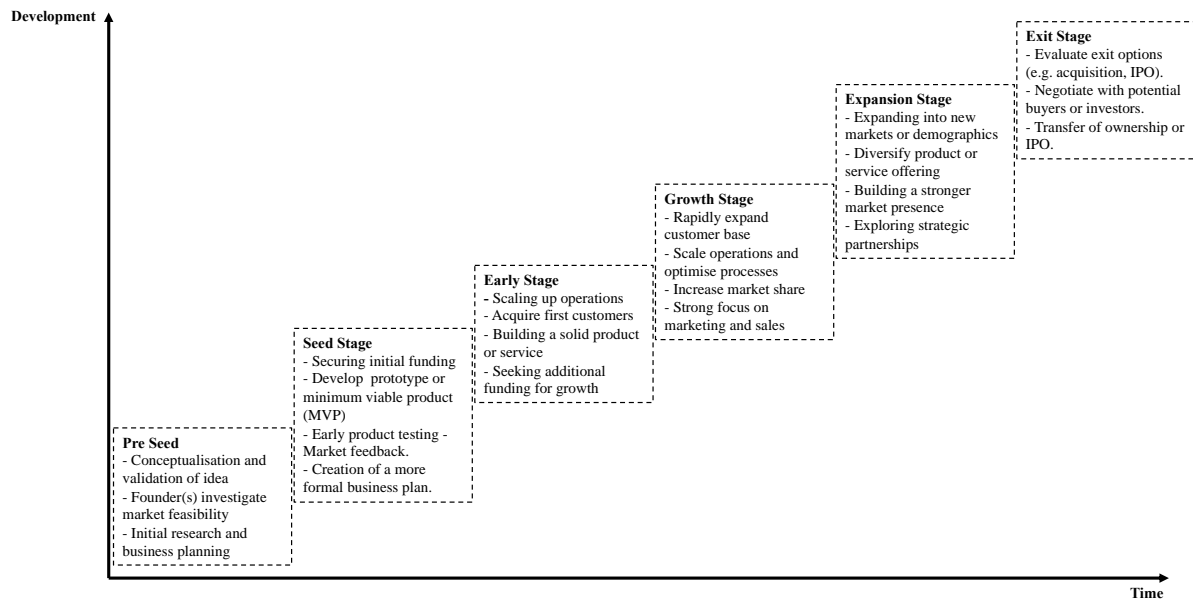 Development
Exit Stage
- Evaluate exit options
(e.g. acquisition, IPO).
- Negotiate with potential
buyers or investors.
- Transfer of ownership or
IPO.
Expansion Stage
- Expanding into new
markets or demographics
- Diversify product or
service offering
- Building a stronger
market presence
- Exploring strategic
partnerships
Growth Stage
- Rapidly expand
customer base
- Scale operations and
optimise processes
- Increase market share
- Strong focus on
marketing and sales
Early Stage
- Scaling up operations
- Acquire first customers
- Building a solid product
or service
- Seeking additional
funding for growth
Seed Stage
- Securing initial funding
- Develop prototype or
minimum viable product
(MVP)
- Early product testing -
Market feedback.
- Creation of a more
formal business plan.
Pre Seed
- Conceptualisation and
validation of idea
- Founder(s) investigate
market feasibility
- Initial research and
business planning
Time